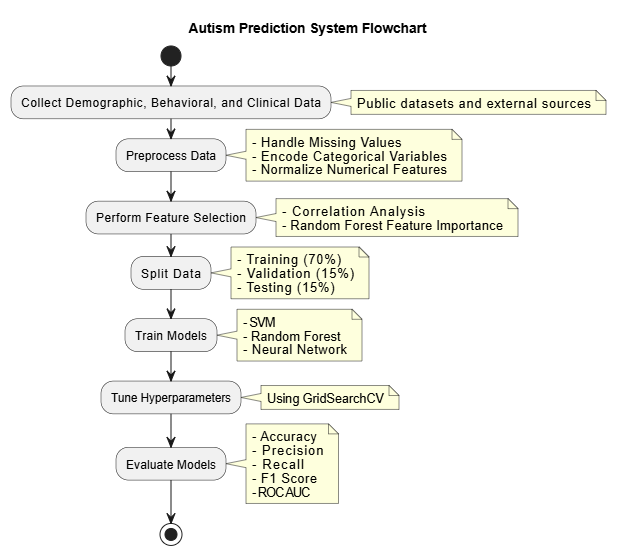 Autism Prediction System Flowchart
Collect Demographic, Behavioral, and Clinical Data
Public datasets and external sources
Preprocess Data
- Handle Missing Values
- Encode Categorical Variables
- Normalize Numerical Features
Perform Feature Selection
- Correlation Analysis
- Random Forest Feature Importance
Split Data
- Training (70%)
- Validation (15%)
- Testing (15%)
Train Models
- SVM
- Random Forest
- Neural Network
Tune Hyperparameters
Using GridSearchCV
Evaluate Models
- Accuracy
- Precision
- Recall
- F1 Score
- ROCAUC